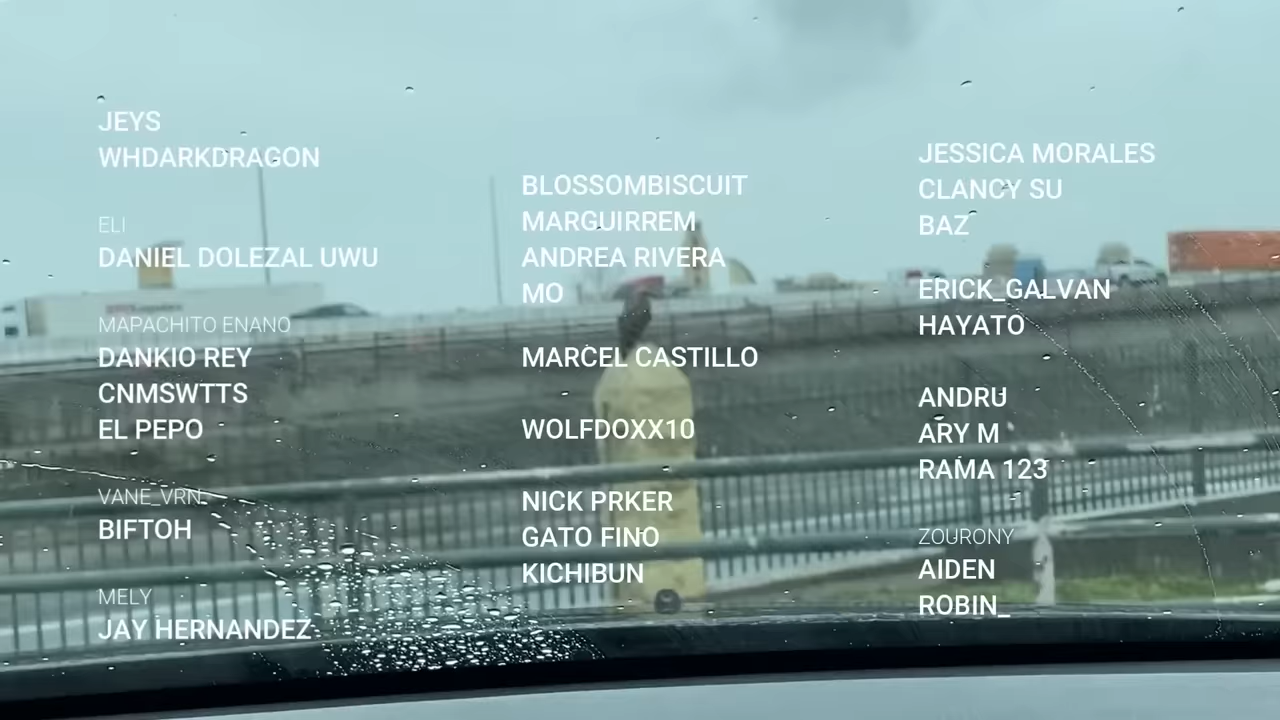 JEYS
WHDARKDRAGON
ELI
DANIEL DOLEZAL UWU
MAPACHITO ENANO
DANKIO REY
CNMSWTTS
EL PEPO
VANE_VRN
BIFTOH
MELY
JAY HERNANDEZ
BLOSSOMBISCUIT
MARGUIRREM
ANDREA RIVERA
MO
MARCEL CASTILLO
WOLFDOXX10
NICK PRKER
GATO FINO
KICHIBUN
JESSICA MORALES
CLANCY SU
BAZ
ERICK_GALVAN
HAYATO
ANDRU
ARY M
RAMA 123
ZOURONY
AIDEN
ROBIN_